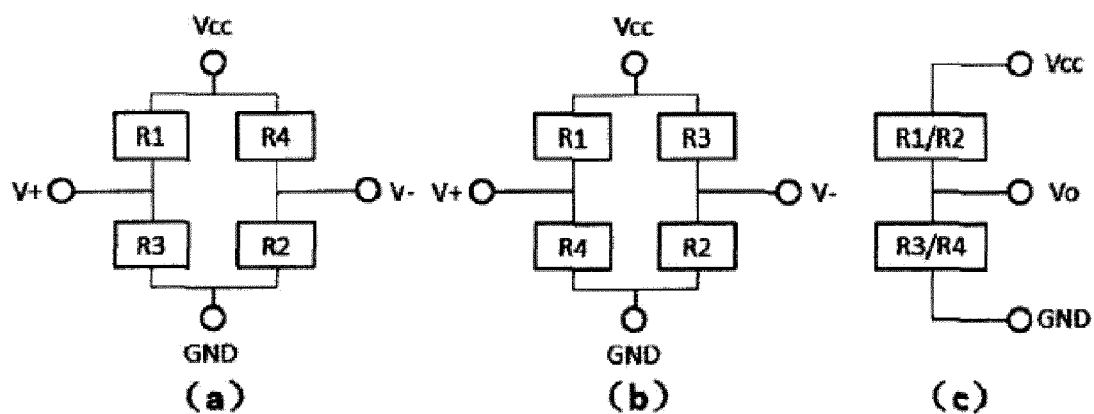 Vcc
R1 R4
V+ V-
R3 R2
GND
(a)
Vcc
R1 R3
V+ V-
R4 R2
GND
(b)
Vcc
R1/R2
Vo
R3/R4
GND
(c)